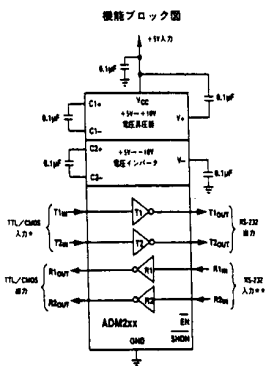 機能ブロック図
+5V入力
0.1µF
0.1µF
VCC
0.1µF
C1+
C1-
+5V→+10V
電圧昇圧器
V+
0.1µF
C2+
C2-
+10V→-10V
電圧インバータ
V-
0.1µF
TTL/CMOS
入力*
T1IN
T1
T1OUT
T2IN
T2
T2OUT
RS-232
出力
TTL/CMOS
出力
R1OUT
R1
R1IN
R2OUT
R2
R2IN
RS-232
入力**
ADM2xx
EN
SHDN
GND